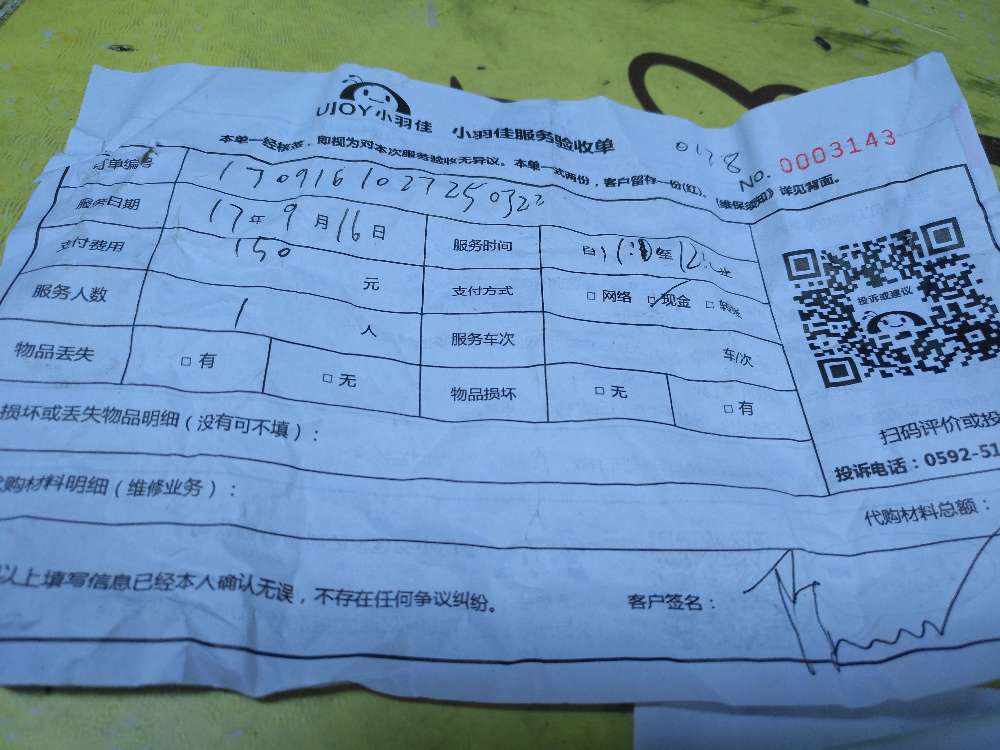 UJOY小羽佳 小羽佳服务验收单
本单一经核签，即视为对本次服务验收无异议。本单一式两份，客户留存一份(红)。《维保须知》详见背面。
0178
NO. 0003143
订单编号 170916102725032
服务日期 17年9月16日 服务时间 自 至12
支付费用 150 元 支付方式 □ 网络 □ 现金 □
服务人数 1 人 服务车次 车/次
物品丢失 □ 有 □ 无 物品损坏 □ 无 □ 有
投诉或建议
扫码评价或投
投诉电话：0592-51
损坏或丢失物品明细（没有可不填）：
代购材料明细（维修业务）：
代购材料总额：
以上填写信息已经本人确认无误，不存在任何争议纠纷。 客户签名：